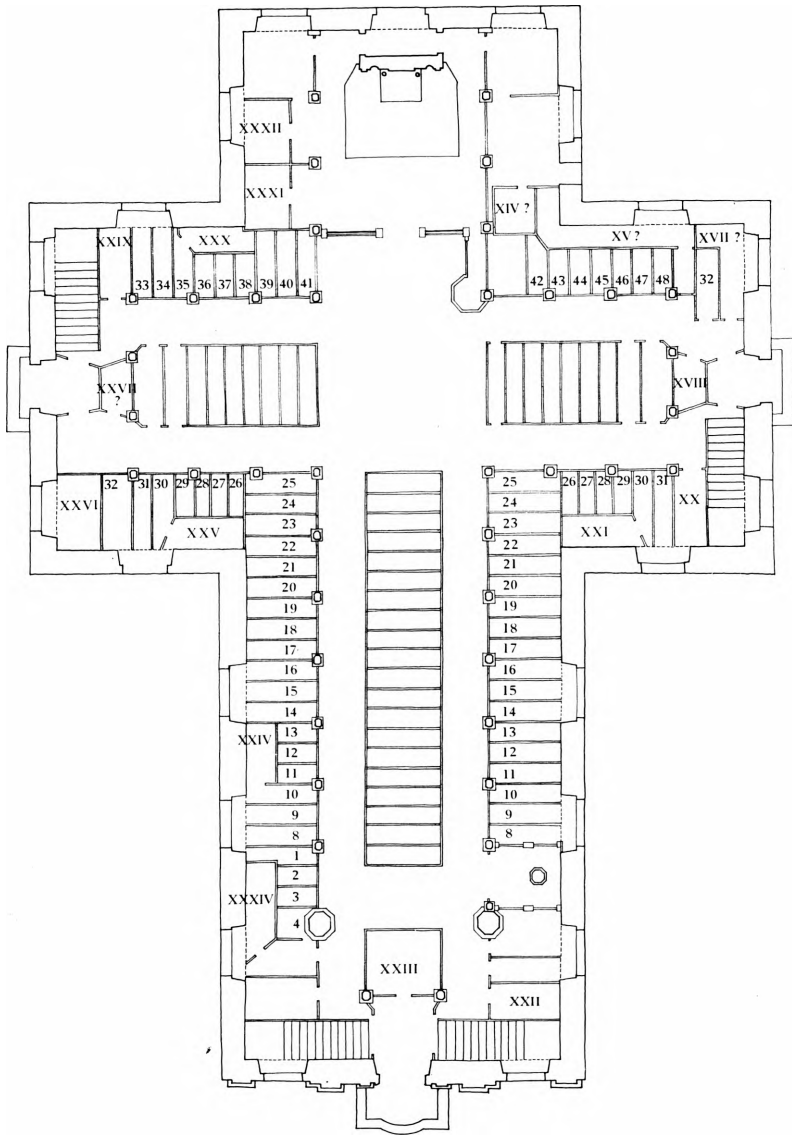 XXXII
XXXI
XIV ?
XXIX
XXX
XV ?
XVII ?
33 34 35 36 37 38 39 40 41
42 43 44 45 46 47 48 32
XXVII
?
XVIII
XXVI 32 31 30 29 28 27 26 25
25 26 27 28 29 30 31 XX
24
24
23
XXV
23
XXI
22
22
21
21
20
20
19
19
18
18
17
17
16
16
15
15
14
14
XXIV
13
13
12
12
11
11
10
10
9
9
8
8
1
2
XXXIV
3
4
XXIII
XXII